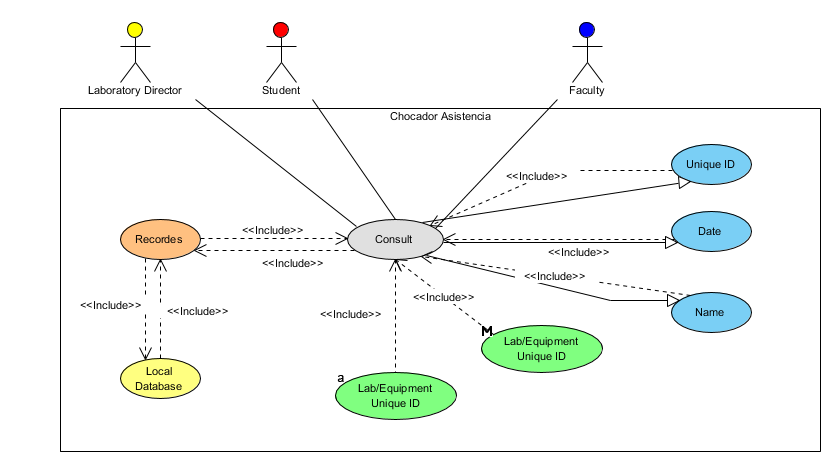 Laboratory Director
Student
Faculty
Chocador Asistencia
Unique ID
<<Include>>
Date
<<Include>>
Recordes
<<Include>>
Consult
<<Include>>
<<Include>>
Name
<<Include>>
<<Include>>
<<Include>>
<<Include>>
M
Lab/Equipment
Unique ID
Local
Database
a
Lab/Equipment
Unique ID